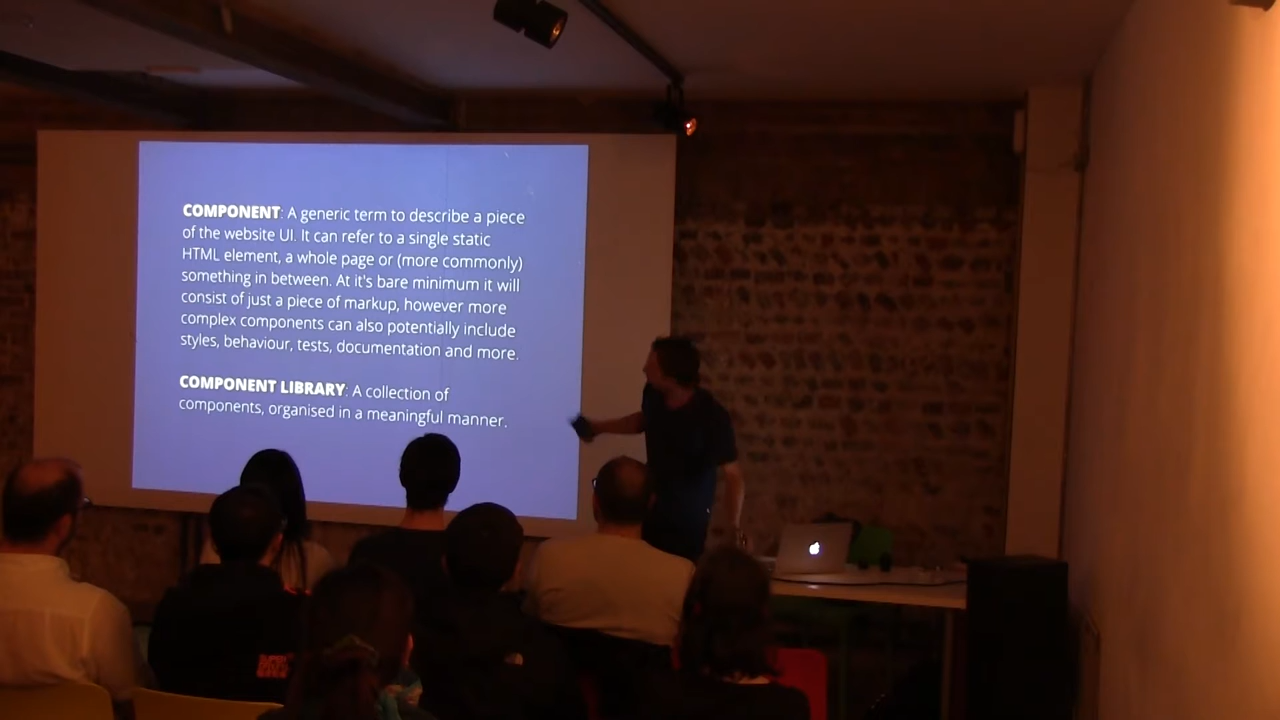 COMPONENT: A generic term to describe a piece
of the website UI. It can refer to a single static
HTML element, a whole page or (more commonly)
something in between. At it's bare minimum it will
consist of just a piece of markup, however more
complex components can also potentially include
styles, behaviour, tests, documentation and more.
COMPONENT LIBRARY: A collection of
components, organised in a meaningful manner.